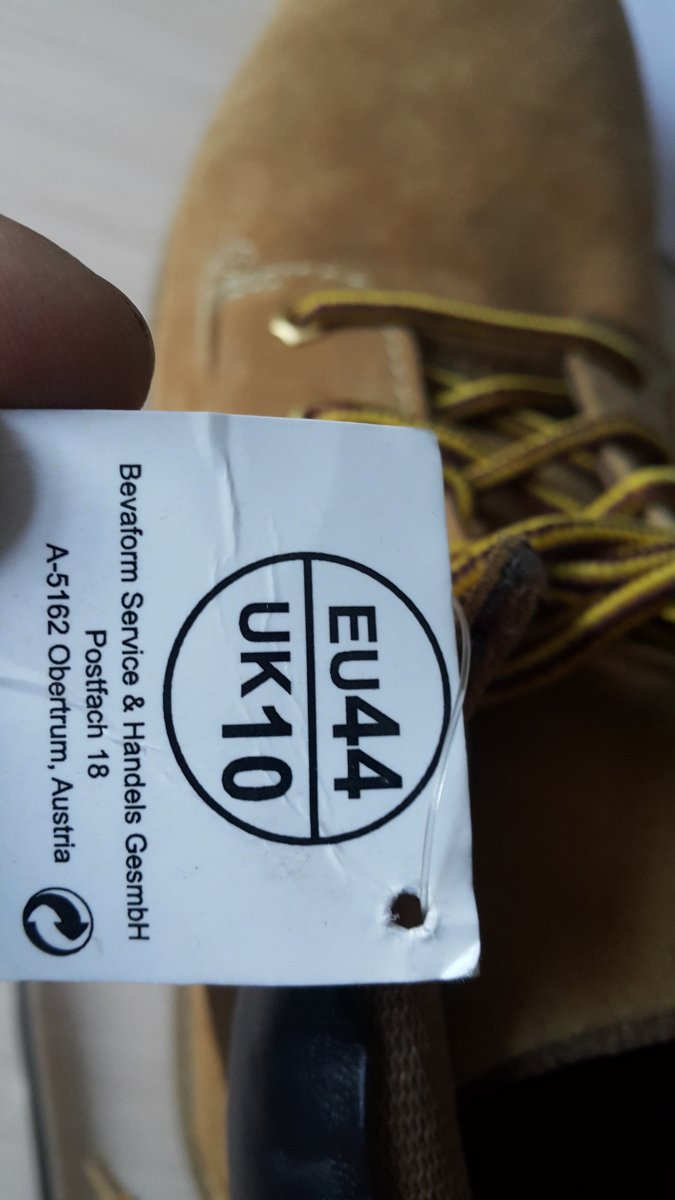 EU44
UK10
Bevaform Service & Handels GesmbH
Postfach 18
A-5162 Obertrum, Austria